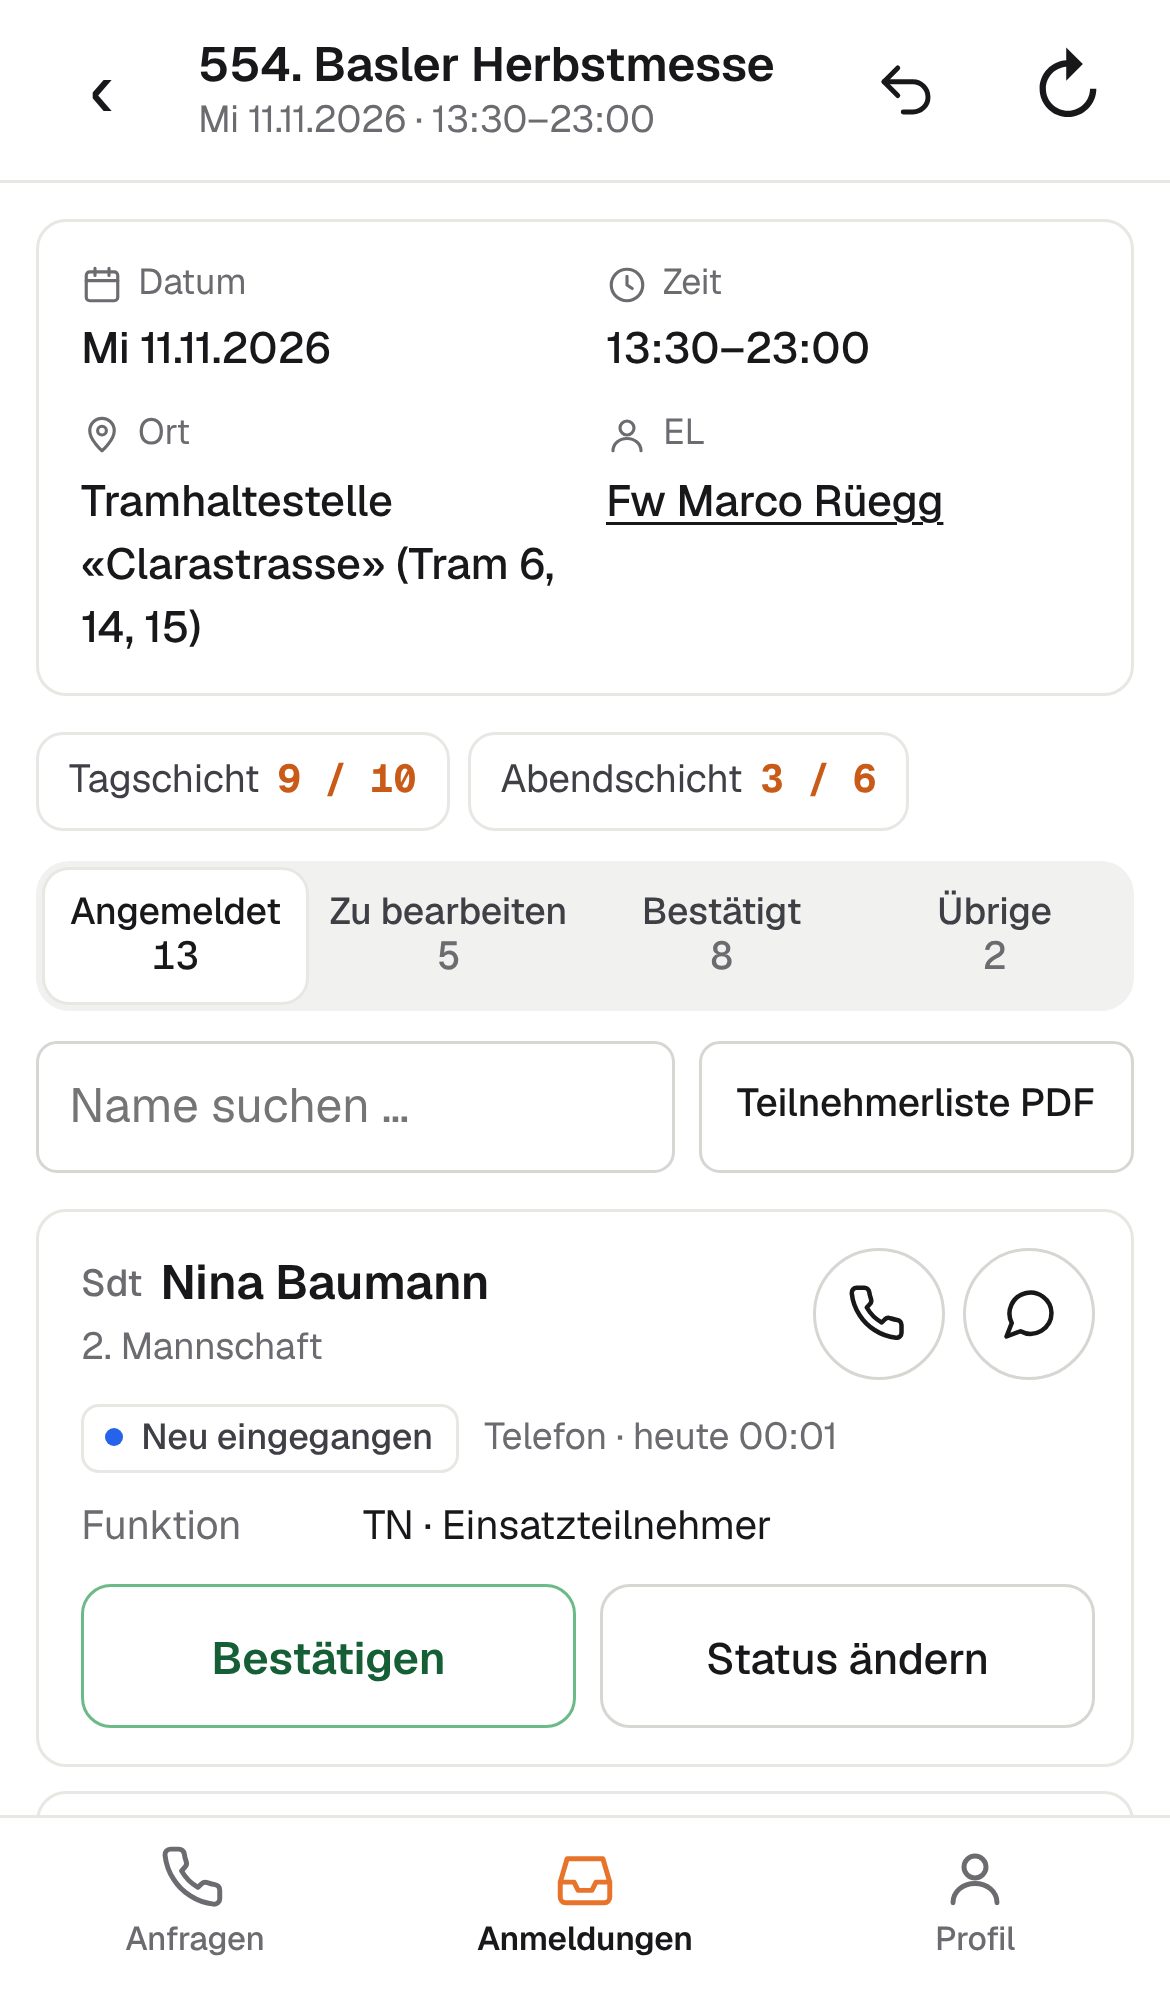 554. Basler Herbstmesse
Mi 11.11.2026 · 13:30–23:00
Datum
Mi 11.11.2026
Zeit
13:30–23:00
Ort
Tramhaltestelle
«Clarastrasse» (Tram 6,
14, 15)
EL
Fw Marco Rüegg
Tagschicht 9 / 10
Abendschicht 3 / 6
Angemeldet
13
Zu bearbeiten
5
Bestätigt
8
Übrige
2
Name suchen ...
Teilnehmerliste PDF
Sdt Nina Baumann
2. Mannschaft
Neu eingegangen
Telefon · heute 00:01
Funktion TN · Einsatzteilnehmer
Bestätigen
Status ändern
Anfragen
Anmeldungen
Profil